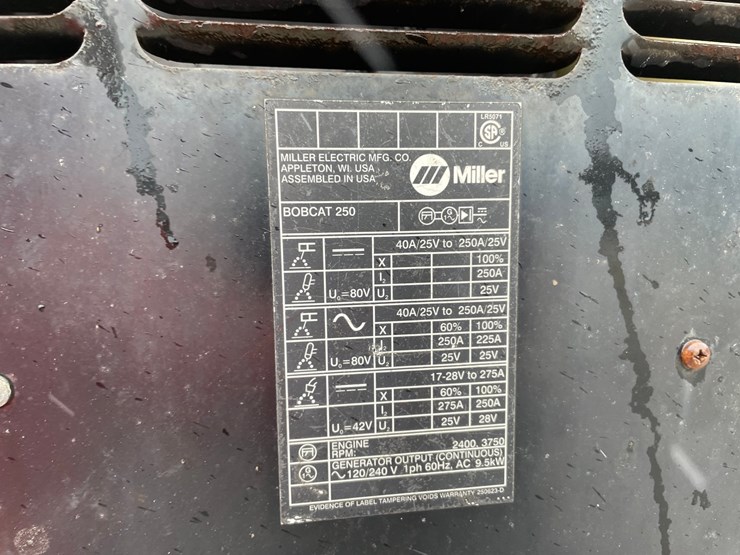 LR5071
SA ®
C US
MILLER ELECTRIC MFG. CO.
APPLETON, WI. USA
ASSEMBLED IN USA
Miller
BOBCAT 250
40A/25V to 250A/25V
X 100%
I2 250A
U0=80V U2 25V
40A/25V to 250A/25V
X 60% 100%
I2 250A 225A
U0=80V U2 25V 25V
17-28V to 275A
X 60% 100%
I2 275A 250A
U0=42V U2 25V 28V
ENGINE
RPM: 2400, 3750
GENERATOR OUTPUT (CONTINUOUS)
120/240 V 1ph 60Hz, AC 9.5kW
EVIDENCE OF LABEL TAMPERING VOIDS WARRANTY 250623-D